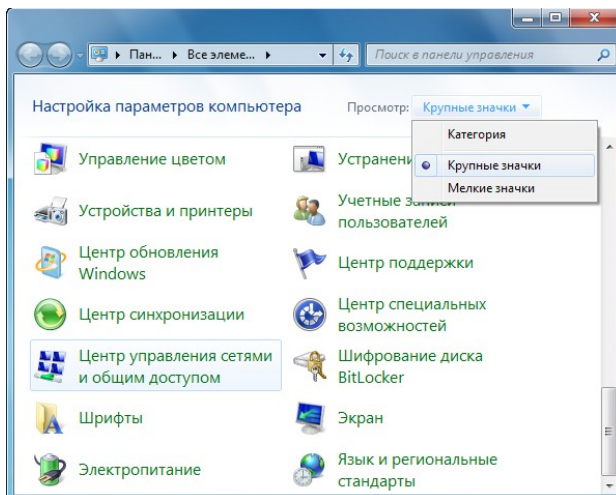 Пан... Все элеме... Поиск в панели управления
Настройка параметров компьютера Просмотр: Крупные значки
Категория
Крупные значки
Мелкие значки
Управление цветом
Устройства и принтеры
Учетные записи
пользователей
Центр обновления
Windows
Центр поддержки
Центр синхронизации
Центр специальных
возможностей
Центр управления сетями
и общим доступом
Шифрование диска
BitLocker
Шрифты
Экран
Электропитание
Язык и региональные
стандарты